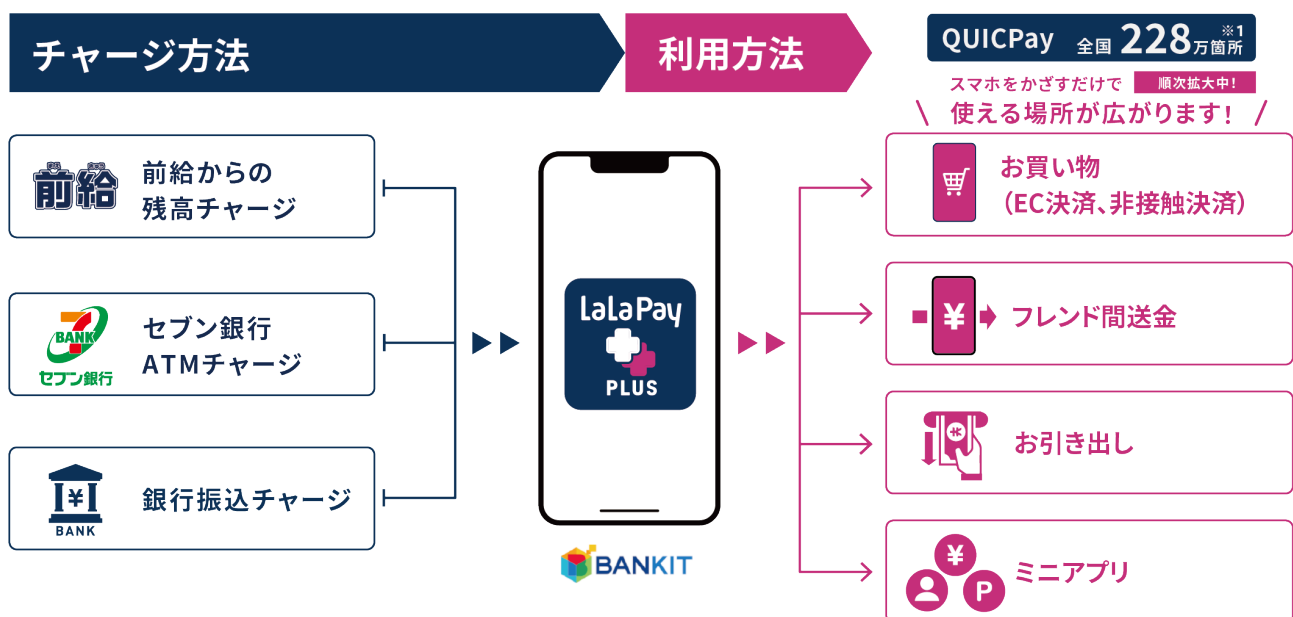 チャージ方法
利用方法
QUICPay 全国228万箇所※1
スマホをかざすだけで 順次拡大中!
使える場所が広がります!
前給
前給からの
残高チャージ
7
BANK
セブン銀行
セブン銀行
ATMチャージ
¥
BANK
銀行振込チャージ
LaLa Pay
PLUS
BANKIT
お買い物
(EC決済、非接触決済)
¥
フレンド間送金
¥
お引き出し
¥
P
ミニアプリ